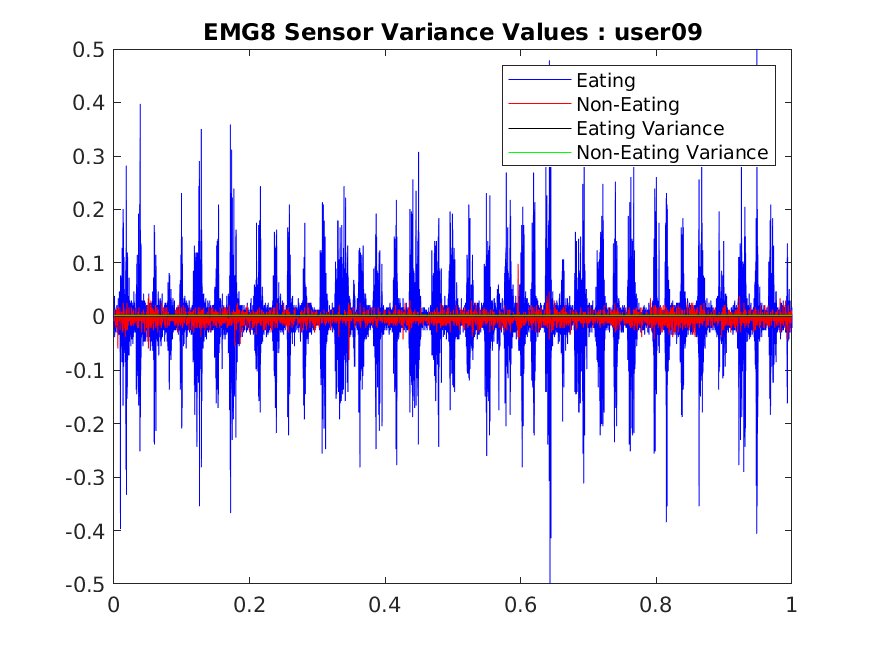 EMG8 Sensor Variance Values : user09
0.5
0.4
0.3
0.2
0.1
0
-0.1
-0.2
-0.3
-0.4
-0.5
Eating
Non-Eating
Eating Variance
Non-Eating Variance
0 0.2 0.4 0.6 0.8 1